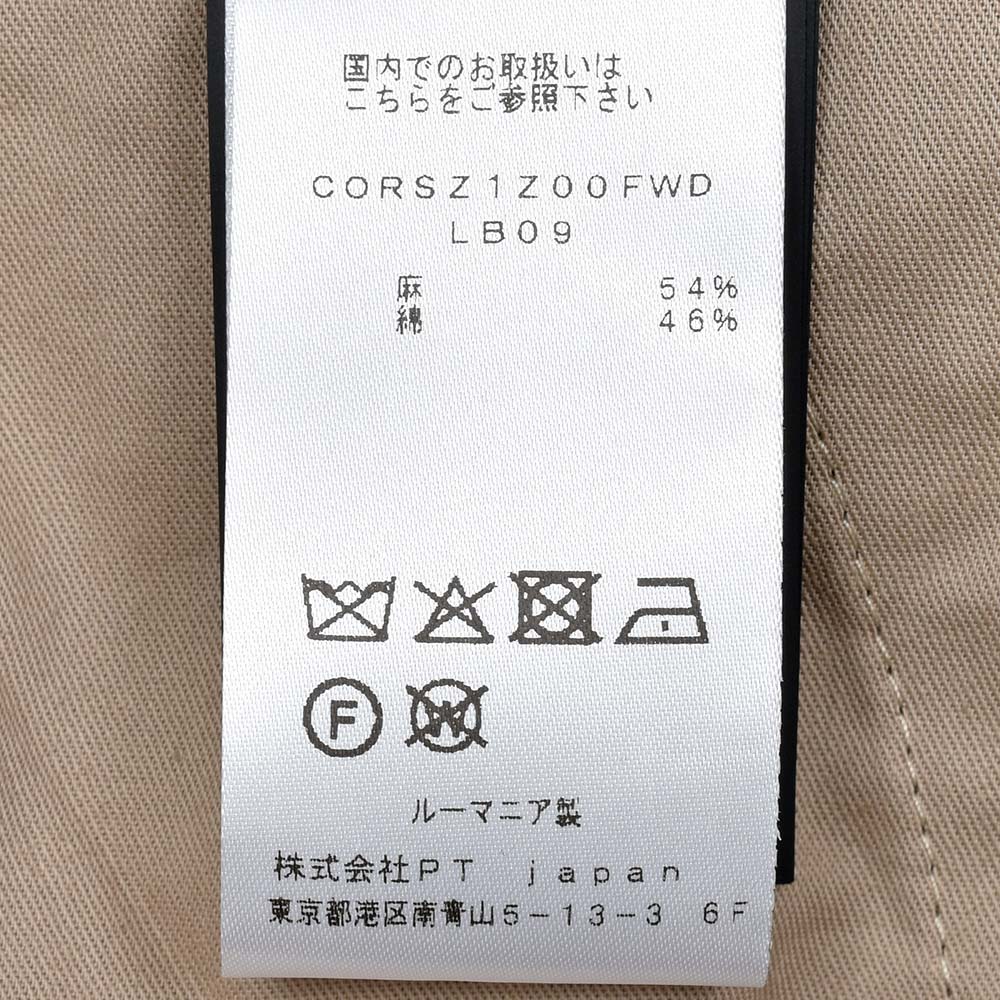 国内でのお取扱いは
こちらをご参照下さい
CORSZ1Z00FWD
LB09
麻 54%
綿 46%
F W
ルーマニア製
株式会社PT japan
東京都港区南青山5-13-3 6F